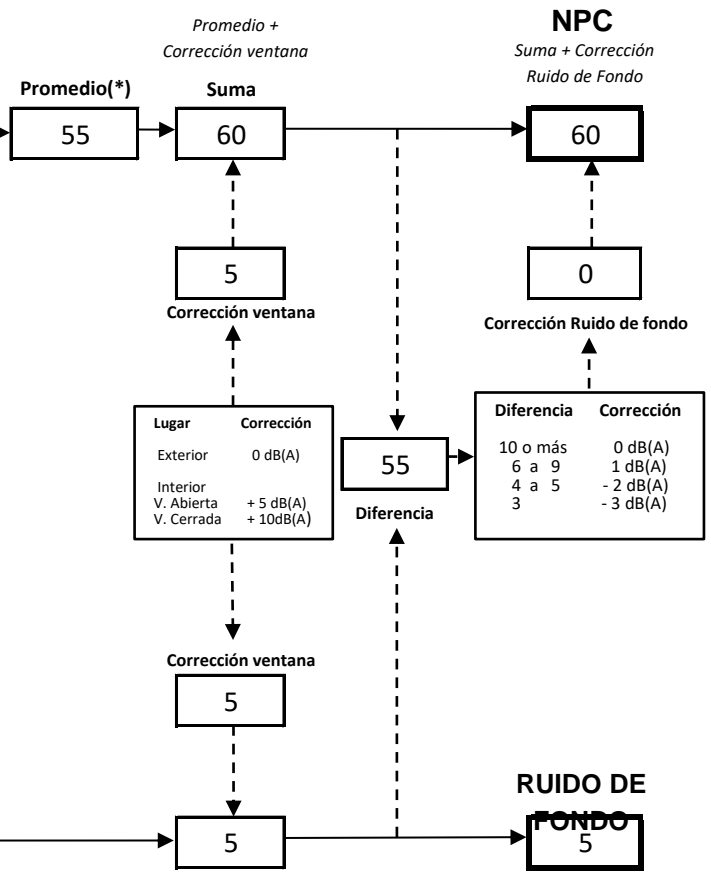 Promedio +
Corrección ventana
NPC
Suma + Corrección
Ruido de Fondo
Promedio(*)
Suma
55
60
60
5
0
Corrección ventana
Corrección Ruido de fondo
Lugar Corrección
Exterior 0 dB(A)
Interior
V. Abierta + 5 dB(A)
V. Cerrada + 10dB(A)
55
Diferencia
Diferencia Corrección
10 o más 0 dB(A)
6 a 9 1 dB(A)
4 a 5 - 2 dB(A)
3 - 3 dB(A)
Corrección ventana
5
RUIDO DE
FONDO
5
5